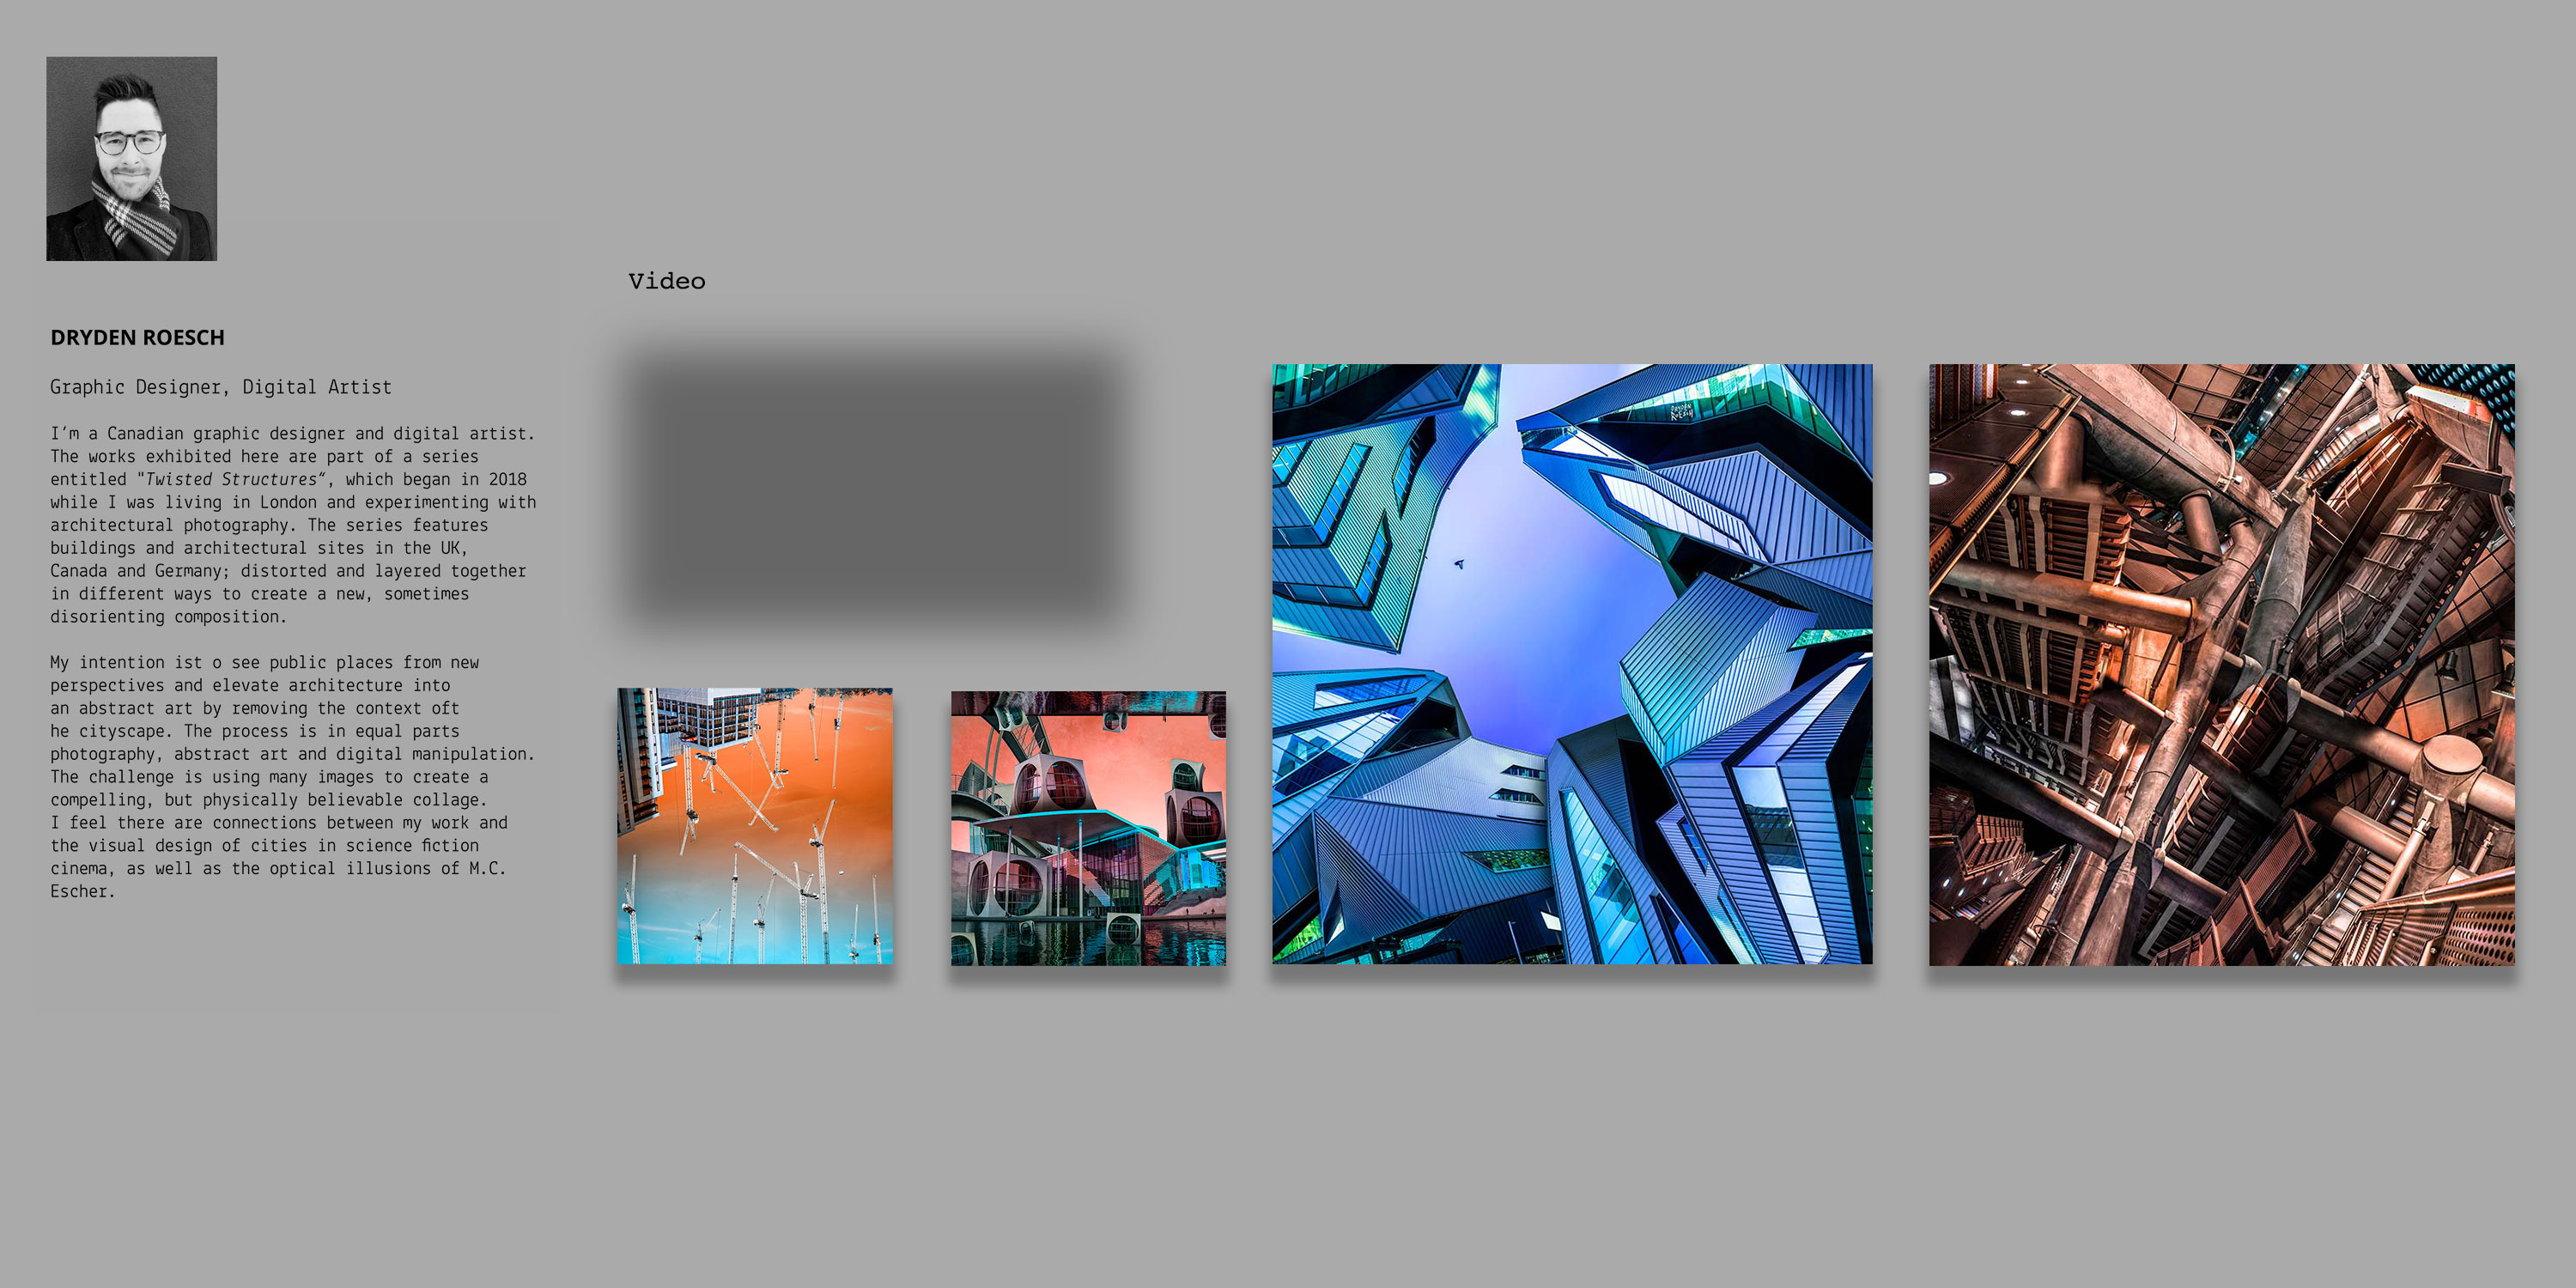 Video
DRYDEN ROESCH
Graphic Designer, Digital Artist
I'm a Canadian graphic designer and digital artist.
The works exhibited here are part of a series
entitled "Twisted Structures", which began in 2018
while I was living in London and experimenting with
architectural photography. The series features
buildings and architectural sites in the UK,
Canada and Germany; distorted and layered together
in different ways to create a new, sometimes
disorienting composition.
My intention ist o see public places from new
perspectives and elevate architecture into
an abstract art by removing the context oft
he cityscape. The process is in equal parts
photography, abstract art and digital manipulation.
The challenge is using many images to create a
compelling, but physically believable collage.
I feel there are connections between my work and
the visual design of cities in science fiction
cinema, as well as the optical illusions of M.C.
Escher.
DRYDEN
ROESCH